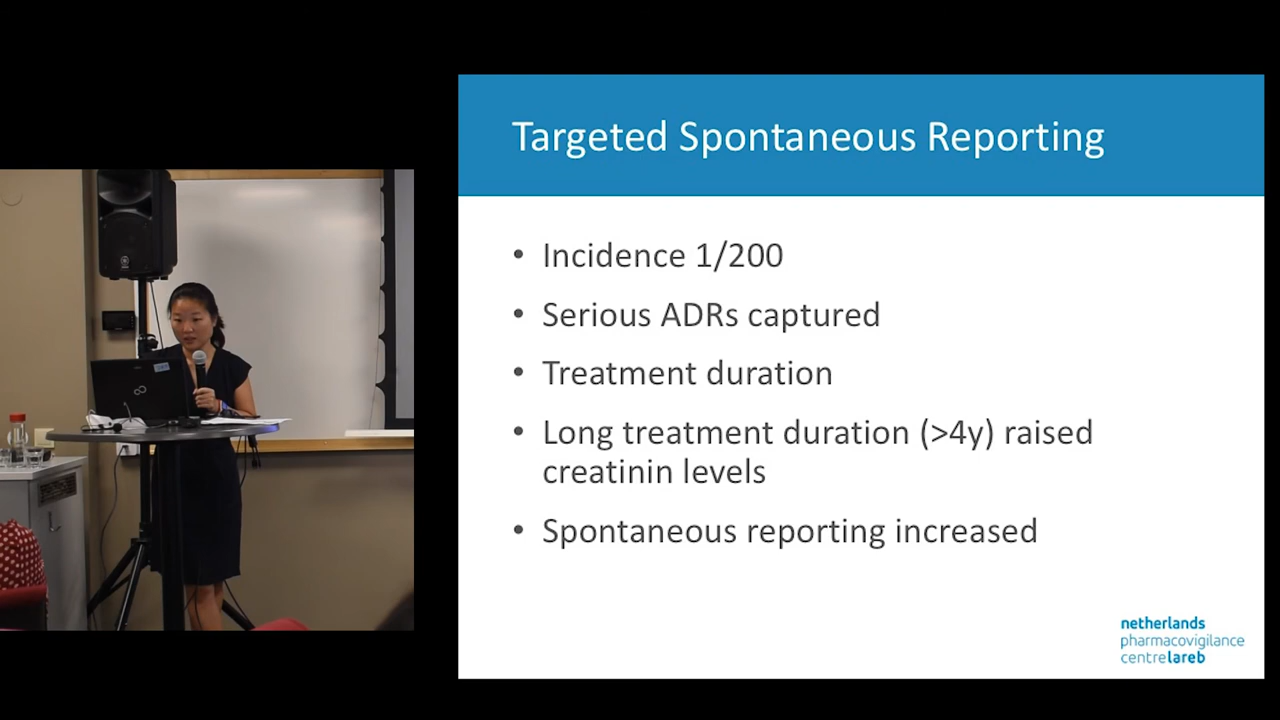 Targeted Spontaneous Reporting
• Incidence 1/200
• Serious ADRs captured
• Treatment duration
• Long treatment duration (>4y) raised
creatinin levels
• Spontaneous reporting increased
netherlands
pharmacovigilance
centrelareb